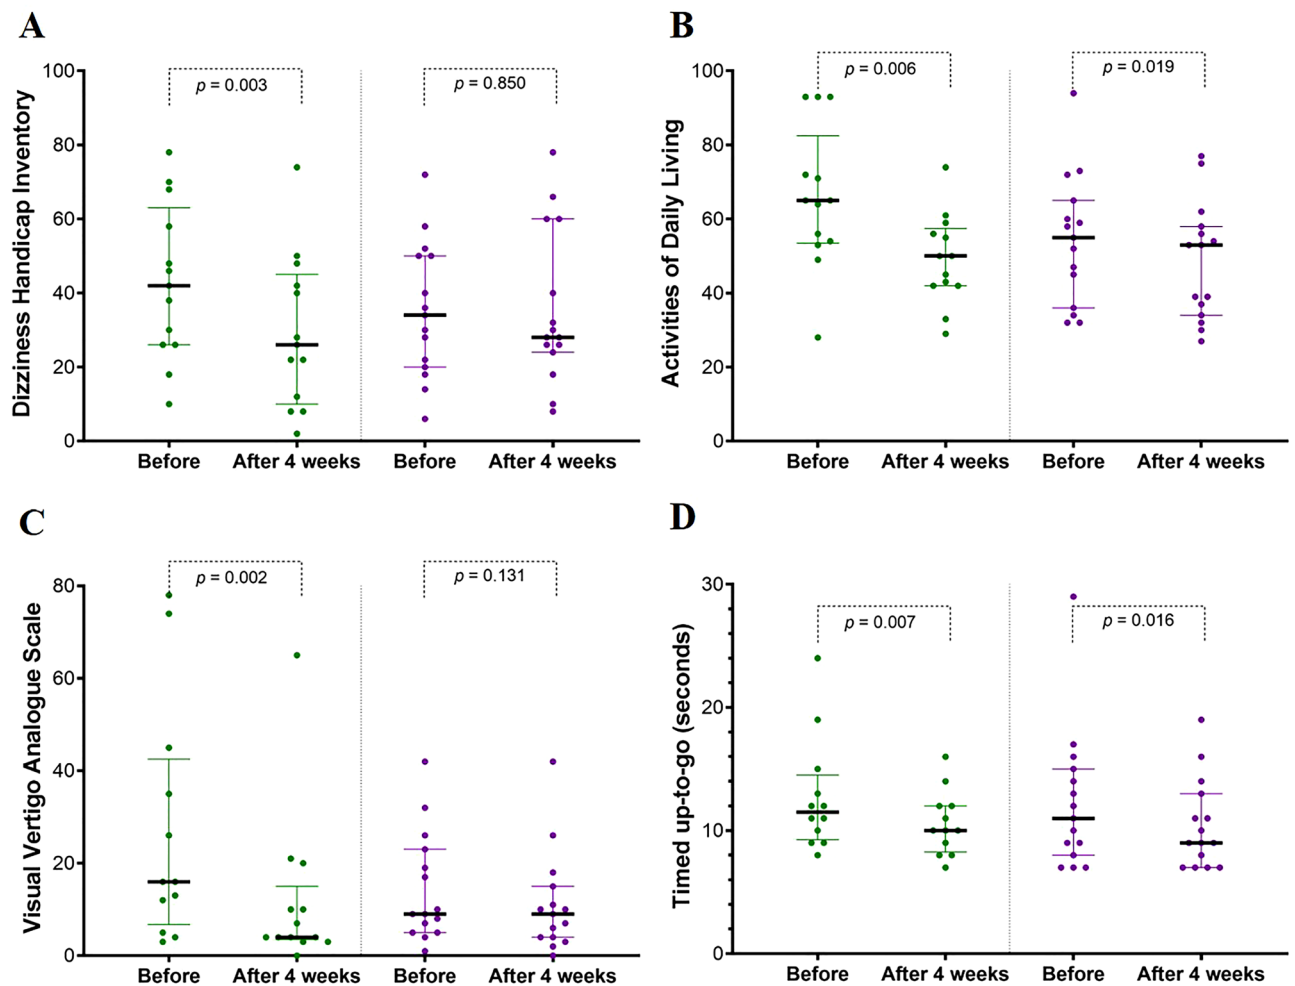 A
Dizziness Handicap Inventory
100
80
60
40
20
0
p = 0.003
p = 0.850
Before
After 4 weeks
Before
After 4 weeks
B
Activities of Daily Living
100
80
60
40
20
0
p = 0.006
p = 0.019
Before
After 4 weeks
Before
After 4 weeks
C
Visual Vertigo Analogue Scale
80
60
40
20
0
p = 0.002
p = 0.131
Before
After 4 weeks
Before
After 4 weeks
D
Timed up-to-go (seconds)
30
20
10
0
p = 0.007
p = 0.016
Before
After 4 weeks
Before
After 4 weeks